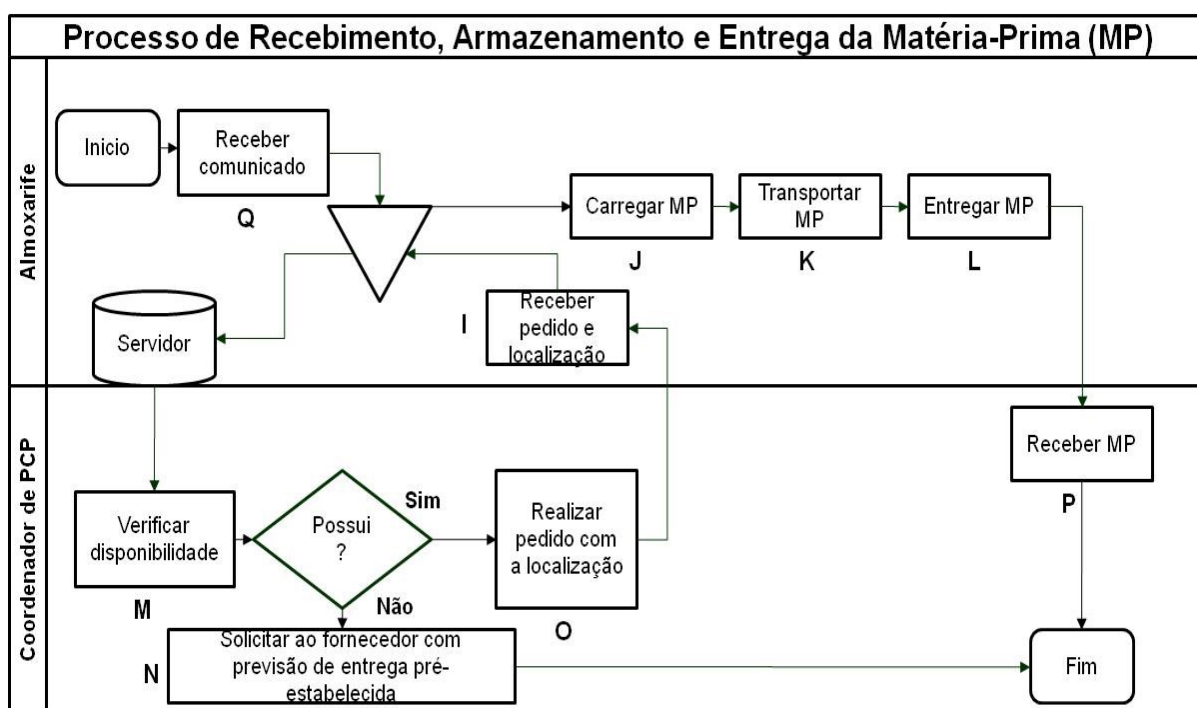 Processo de Recebimento, Armazenamento e Entrega da Matéria-Prima (MP)
Almoxarife
Inicio
Receber
comunicado
Q
Carregar MP
J
Transportar
MP
K
Entregar MP
L
I
Receber
pedido e
localização
Servidor
Coordenador de PCP
Receber MP
P
Verificar
disponibilidade
M
Possui
?
Sim
Não
Realizar
pedido com
a localização
O
N
Solicitar ao fornecedor com
previsão de entrega pré-
estabelecida
Fim